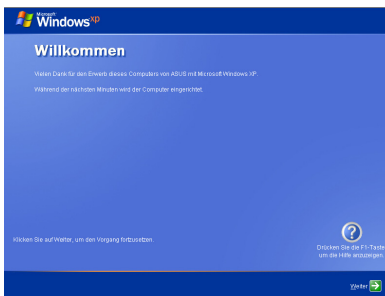 Microsoft
Windows xp
Willkommen
Vielen Dank für den Erwerb dieses Computers von ASUS mit Microsoft Windows XP.
Während der nächsten Minuten wird der Computer eingerichtet.
Klicken Sie auf Weiter, um den Vorgang fortzusetzen
Drücken Sie die F1-Taste
um die Hilfe anzuzeigen.
Weiter